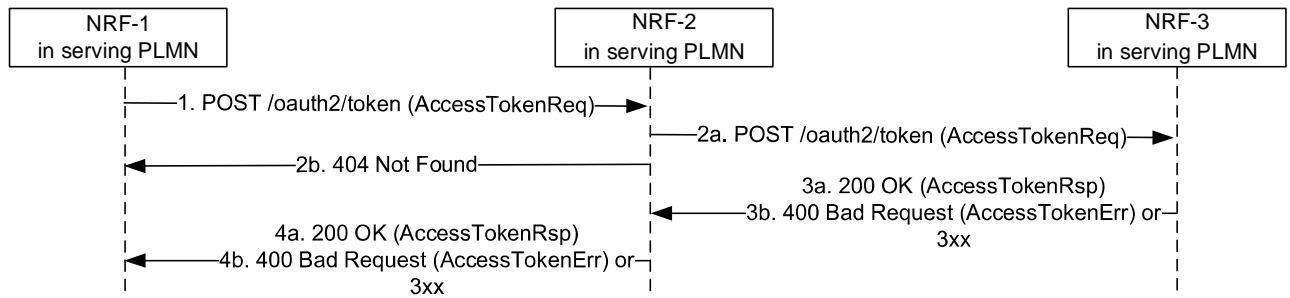 NRF-1
in serving PLMN
NRF-2
in serving PLMN
NRF-3
in serving PLMN
1. POST /oauth2/token (AccessTokenReq)
2a. POST /oauth2/token (AccessTokenReq)
2b. 404 Not Found
3a. 200 OK (AccessTokenRsp)
3b. 400 Bad Request (AccessTokenErr) or
3xx
4a. 200 OK (AccessTokenRsp)
4b. 400 Bad Request (AccessTokenErr) or
3xx